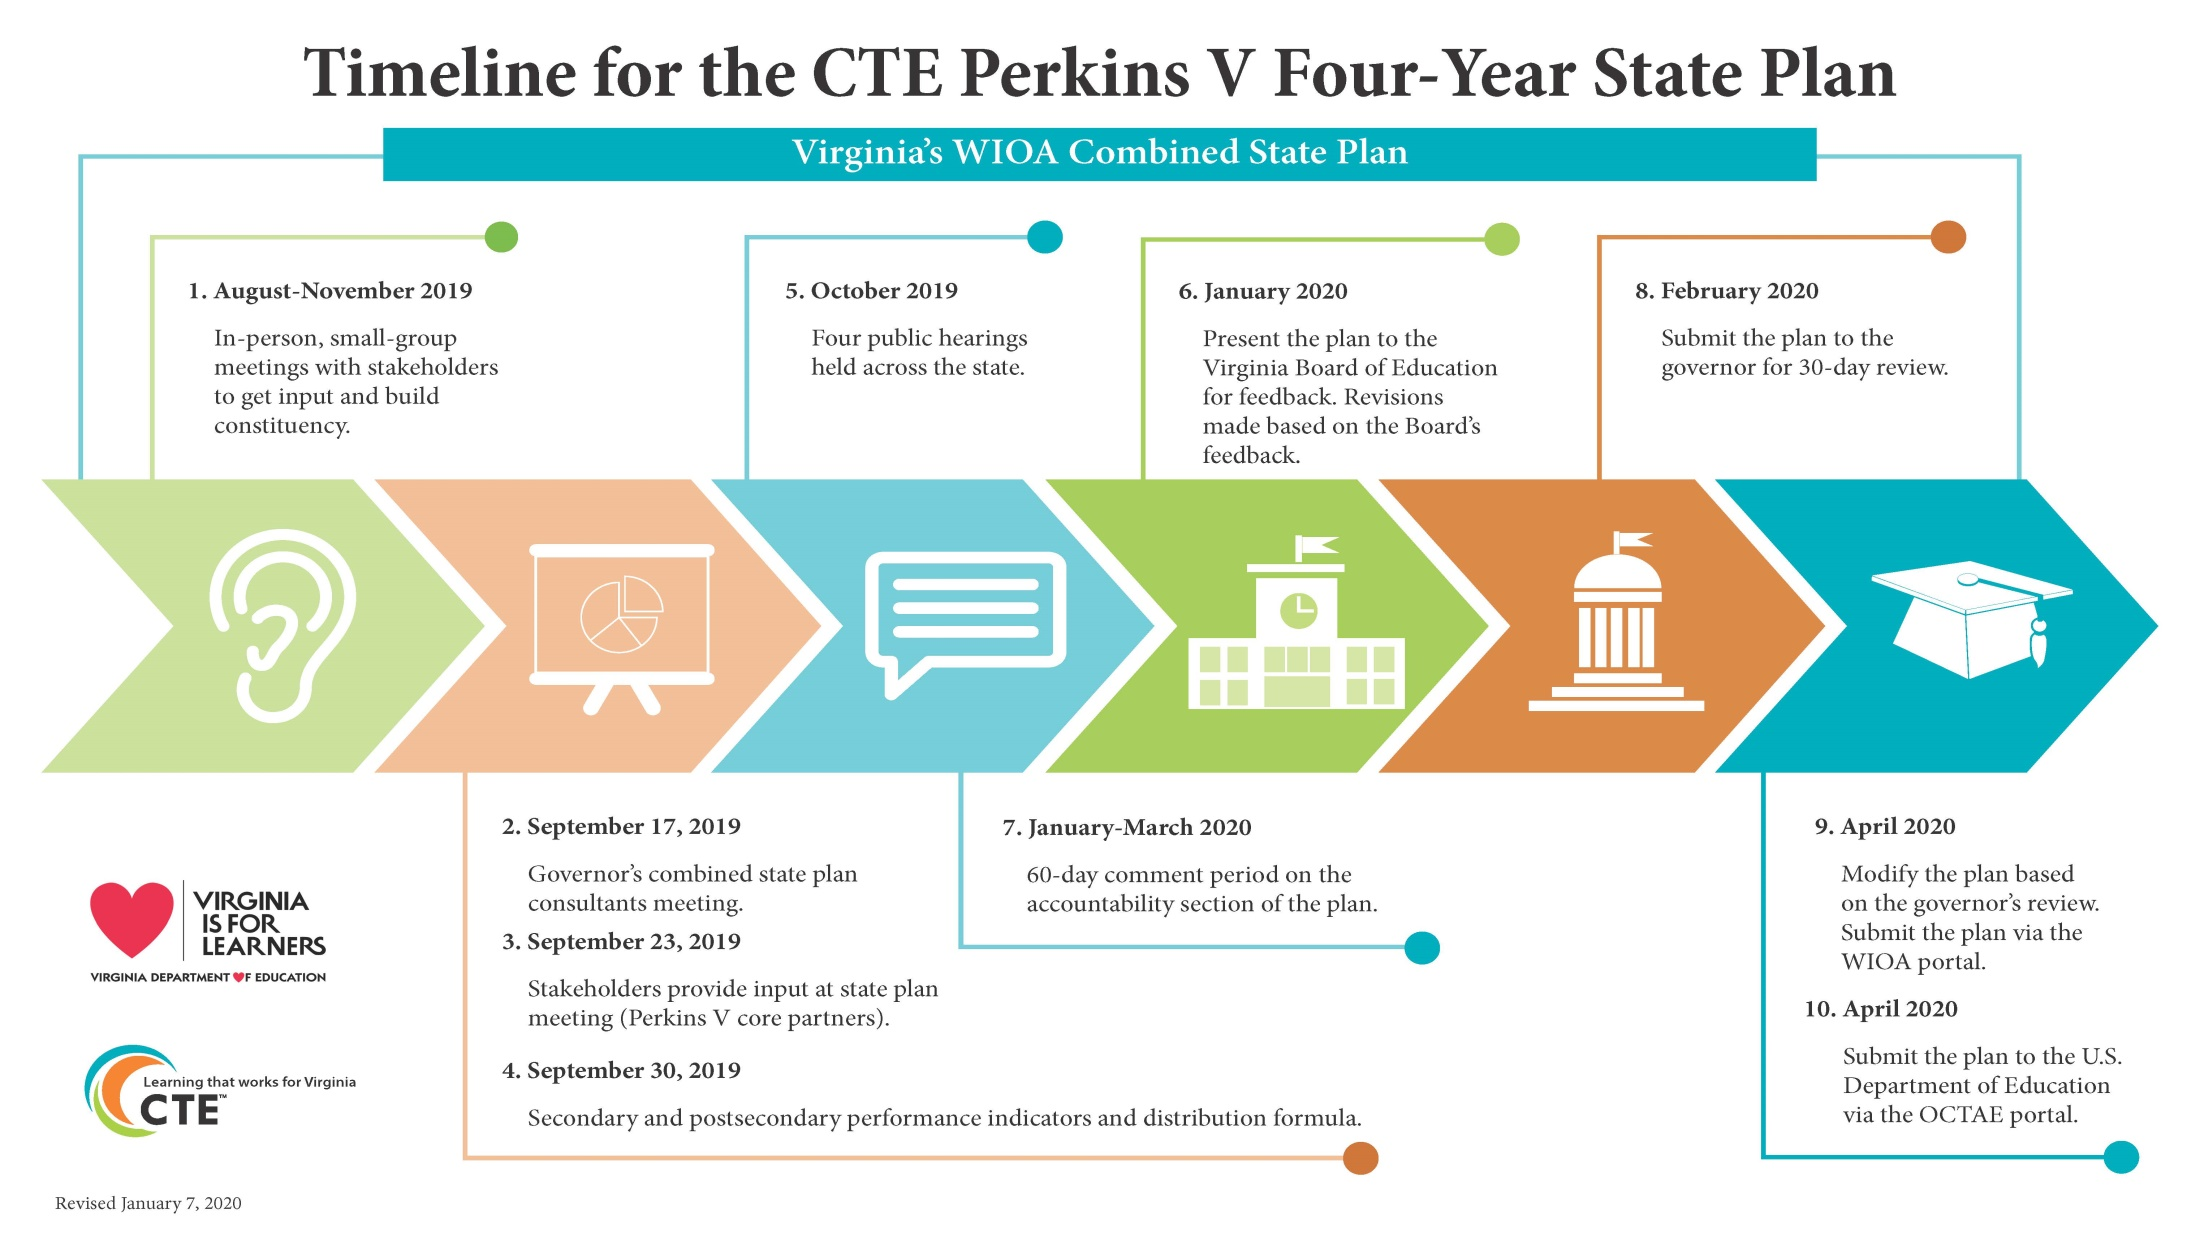 Timeline for the CTE Perkins V Four-Year State Plan
Virginia’s WIOA Combined State Plan
1. August-November 2019
In-person, small-group
meetings with stakeholders
to get input and build
constituency.
5. October 2019
Four public hearings
held across the state.
6. January 2020
Present the plan to the
Virginia Board of Education
for feedback. Revisions
made based on the Board’s
feedback.
8. February 2020
Submit the plan to the
governor for 30-day review.
2. September 17, 2019
Governor’s combined state plan
consultants meeting.
3. September 23, 2019
Stakeholders provide input at state plan
meeting (Perkins V core partners).
4. September 30, 2019
Secondary and postsecondary performance indicators and distribution formula.
7. January-March 2020
60-day comment period on the
accountability section of the plan.
9. April 2020
Modify the plan based
on the governor’s review.
Submit the plan via the
WIOA portal.
10. April 2020
Submit the plan to the U.S.
Department of Education
via the OCTAE portal.
VIRGINIA
IS FOR
LEARNERS
VIRGINIA DEPARTMENT OF EDUCATION
Learning that works for Virginia
CTE™
Revised January 7, 2020